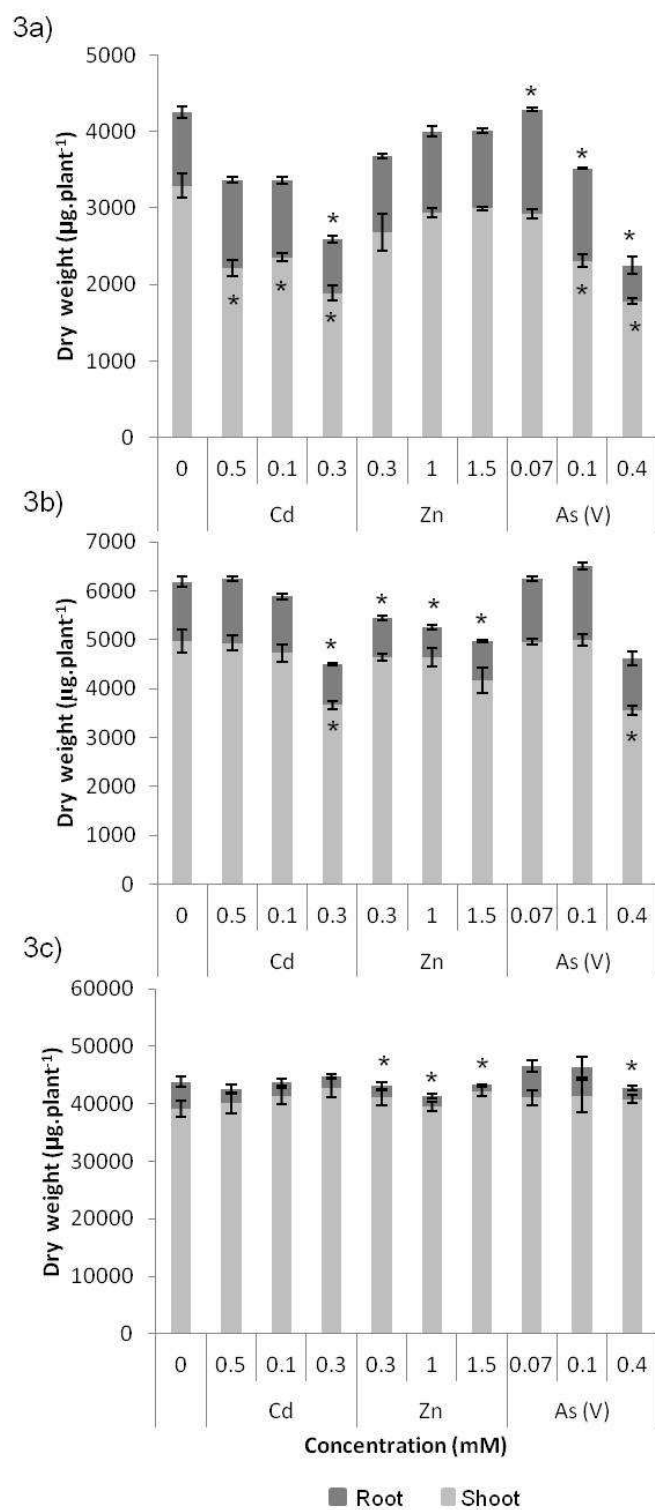 3a)
Dry weight (µg.plant-1)
5000
4000
3000
2000
1000
0
* * * * * * * * * *
0 0.5 0.1 0.3 0.3 1 1.5 0.07 0.1 0.4
Cd Zn As (V)
3b)
Dry weight (µg.plant-1)
7000
6000
5000
4000
3000
2000
1000
0
* * * * * *
0 0.5 0.1 0.3 0.3 1 1.5 0.07 0.1 0.4
Cd Zn As (V)
3c)
Dry weight (µg.plant-1)
60000
50000
40000
30000
20000
10000
0
* * * *
0 0.5 0.1 0.3 0.3 1 1.5 0.07 0.1 0.4
Cd Zn As (V)
Concentration (mM)
Root Shoot